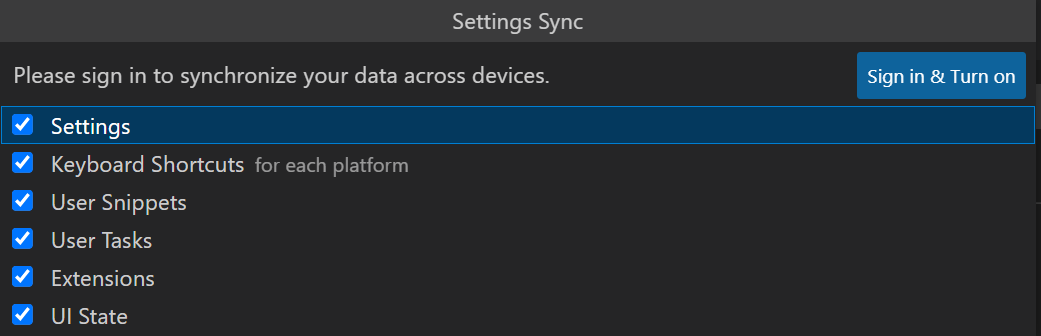 Settings Sync
Please sign in to synchronize your data across devices.
Sign in & Turn on
Settings
Keyboard Shortcuts for each platform
User Snippets
User Tasks
Extensions
UI State